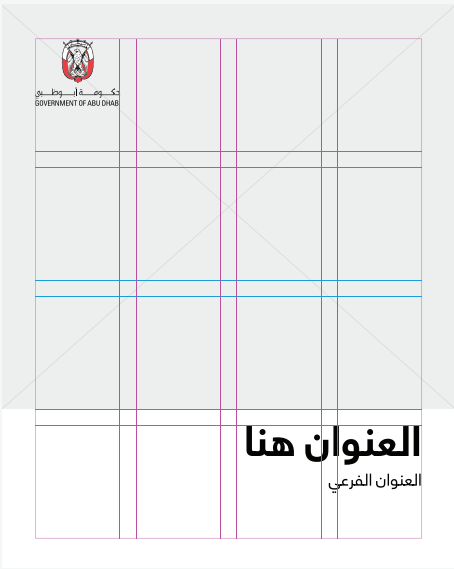 حكومة أبوظبي
GOVERNMENT OF ABU DHABI
العنوان هنا
العنوان الفرعي